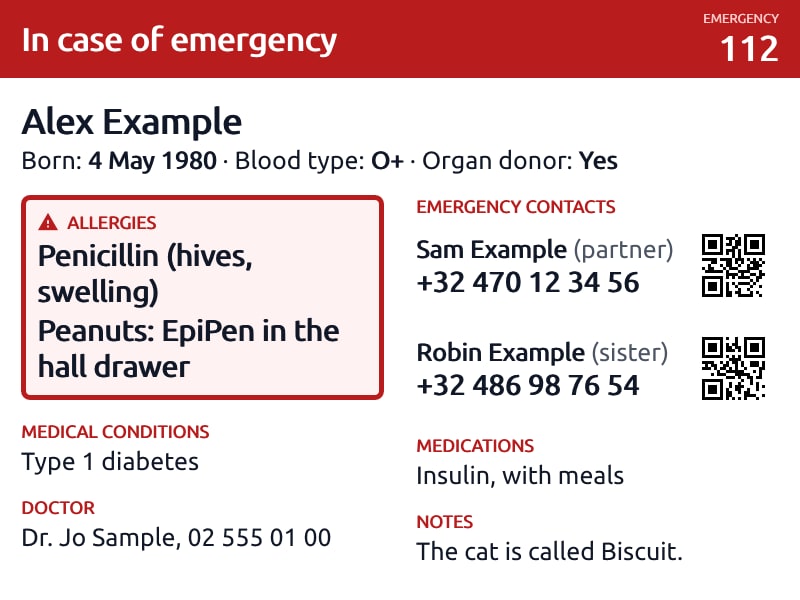 In case of emergency
EMERGENCY
112
Alex Example
Born: 4 May 1980 · Blood type: O+ · Organ donor: Yes
ALLERGIES
Penicillin (hives,
swelling)
Peanuts: EpiPen in the
hall drawer
MEDICAL CONDITIONS
Type 1 diabetes
DOCTOR
Dr. Jo Sample, 02 555 01 00
EMERGENCY CONTACTS
Sam Example (partner)
+32 470 12 34 56
Robin Example (sister)
+32 486 98 76 54
MEDICATIONS
Insulin, with meals
NOTES
The cat is called Biscuit.